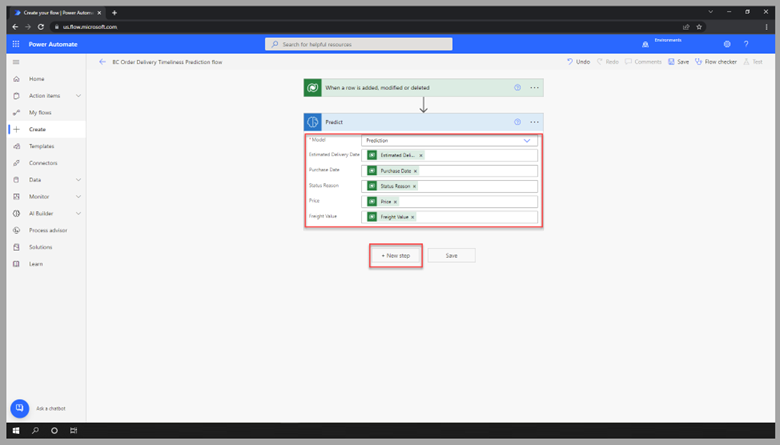 Create your flow | Power Automate
us.flow.microsoft.com
Power Automate
Search for helpful resources
Environments
BC Order Delivery Timeliness Prediction flow
Undo
Redo
Comments
Save
Flow checker
Test
Home
Action items
My flows
Create
Templates
Connectors
Data
Monitor
AI Builder
Process advisor
Solutions
Learn
When a row is added, modified or deleted
Predict
* Model
Prediction
Estimated Delivery Date
Estimated Deli...
Purchase Date
Purchase Date
Status Reason
Status Reason
Price
Price
Freight Value
Freight Value
+ New step
Save
Ask a chatbot